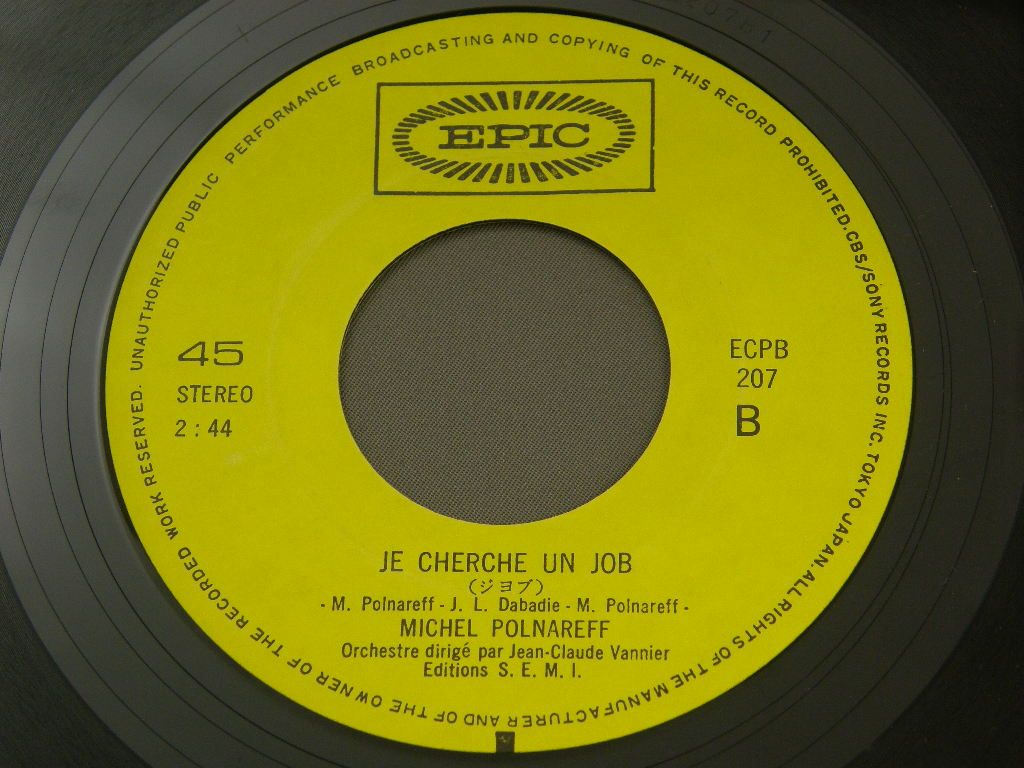 EPIC
UNAUTHORIZED PUBLIC PERFORMANCE BROADCASTING AND COPYING OF THIS RECORD PROHIBITED. CBS/SONY RECORDS INC. TOKYO JAPAN. ALL RIGHTS OF THE MANUFACTURER AND OF THE OWNER OF THE RECORDED WORK RESERVED.
45
STEREO
2:44
ECPB
207
B
JE CHERCHE UN JOB
(ジョブ)
- M. Polnareff - J. L. Dabadie - M. Polnareff -
MICHEL POLNAREFF
Orchestre dirigé par Jean-Claude Vannier
Editions S. E. M. I.